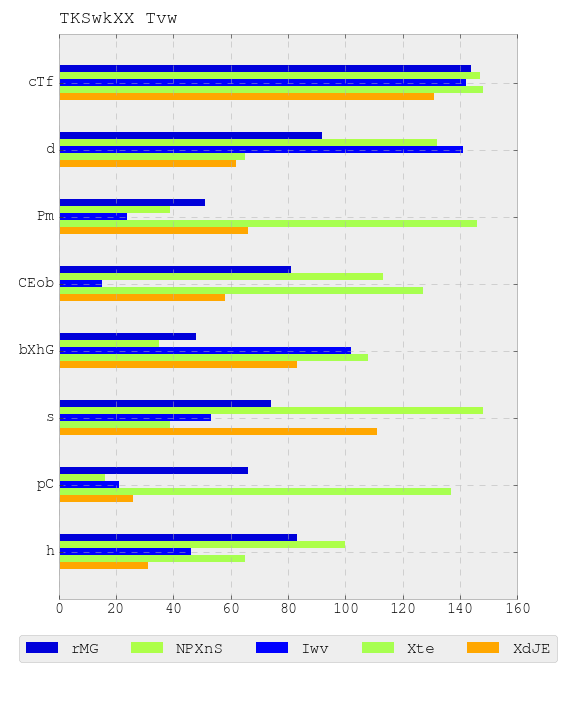 TKSwkXX Tvw
cTf
d
Pm
CEob
bXhG
s
pC
h
0 20 40 60 80 100 120 140 160
rMG NPXnS Iwv Xte XdJE